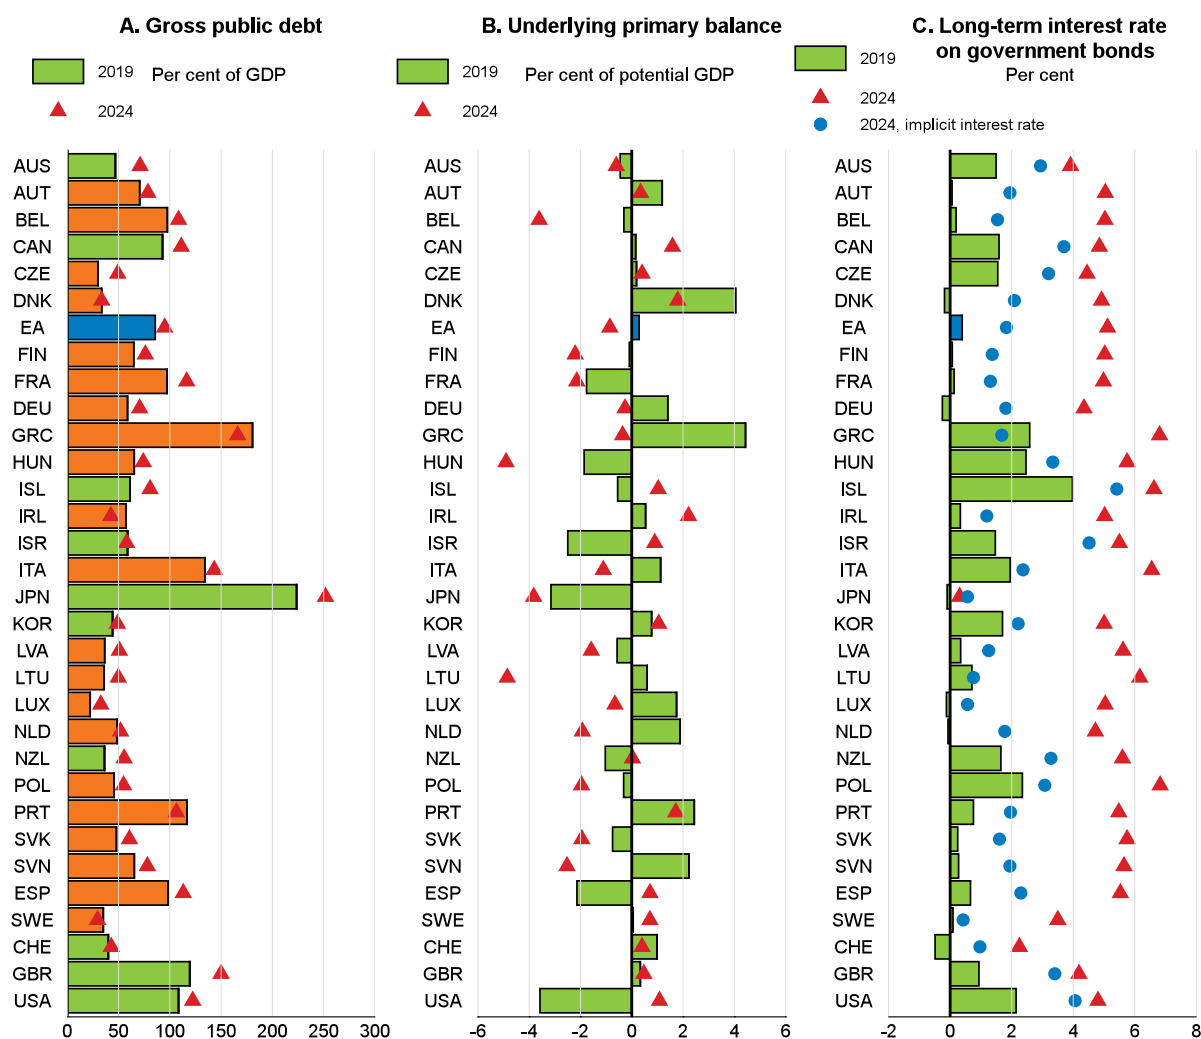 A. Gross public debt
2019
Per cent of GDP
2024
AUS
AUT
BEL
CAN
CZE
DNK
EA
FIN
FRA
DEU
GRC
HUN
ISL
IRL
ISR
ITA
JPN
KOR
LVA
LTU
LUX
NLD
NZL
POL
PRT
SVK
SVN
ESP
SWE
CHE
GBR
USA
0 50 100 150 200 250 300
B. Underlying primary balance
2019
Per cent of potential GDP
2024
AUS
AUT
BEL
CAN
CZE
DNK
EA
FIN
FRA
DEU
GRC
HUN
ISL
IRL
ISR
ITA
JPN
KOR
LVA
LTU
LUX
NLD
NZL
POL
PRT
SVK
SVN
ESP
SWE
CHE
GBR
USA
-6 -4 -2 0 2 4 6
C. Long-term interest rate
on government bonds
Per cent
2019
2024
2024, implicit interest rate
AUS
AUT
BEL
CAN
CZE
DNK
EA
FIN
FRA
DEU
GRC
HUN
ISL
IRL
ISR
ITA
JPN
KOR
LVA
LTU
LUX
NLD
NZL
POL
PRT
SVK
SVN
ESP
SWE
CHE
GBR
USA
-2 0 2 4 6 8